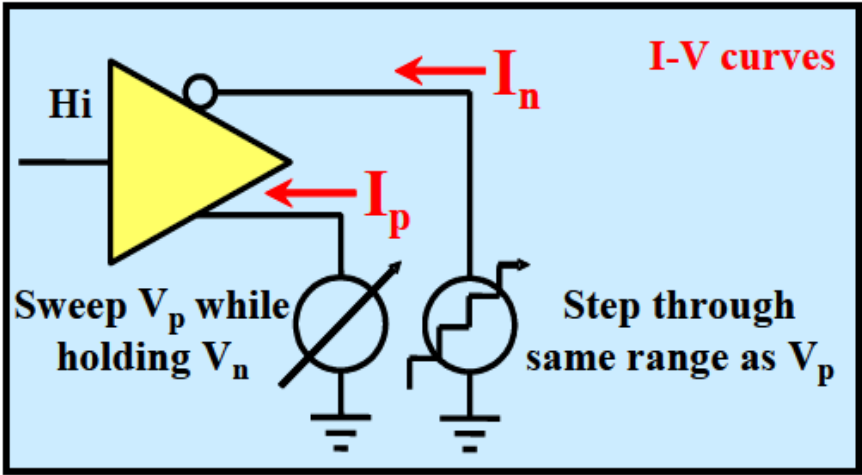 I-V curves
Hi
In
Ip
Sweep Vp while
holding Vn
Step through
same range as Vp